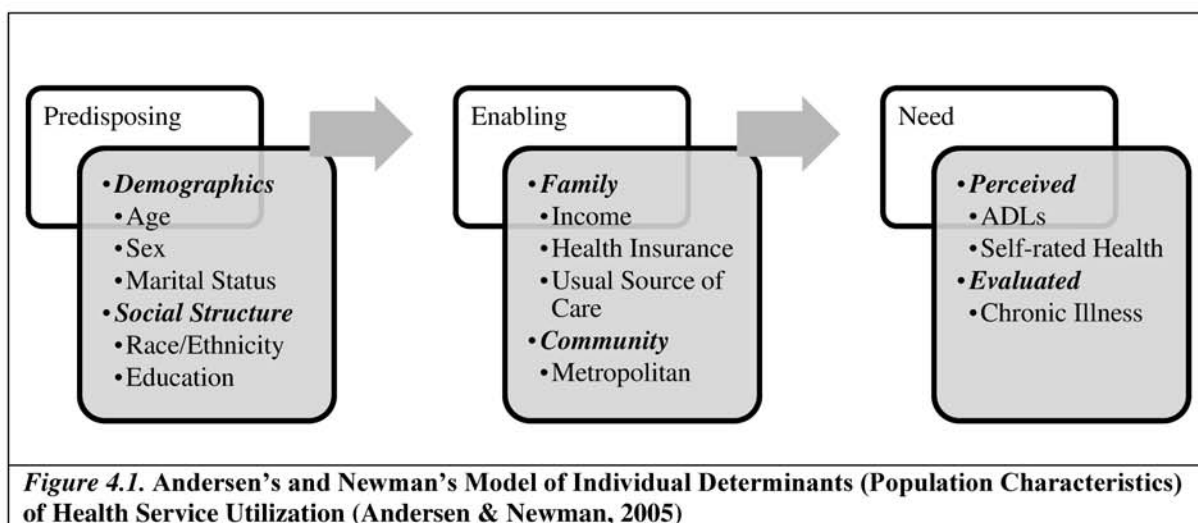 Predisposing
• Demographics
• Age
• Sex
• Marital Status
• Social Structure
• Race/Ethnicity
• Education
Enabling
• Family
• Income
• Health Insurance
• Usual Source of
Care
• Community
• Metropolitan
Need
• Perceived
• ADLs
• Self-rated Health
• Evaluated
• Chronic Illness
Figure 4.1. Andersen’s and Newman’s Model of Individual Determinants (Population Characteristics)
of Health Service Utilization (Andersen & Newman, 2005)